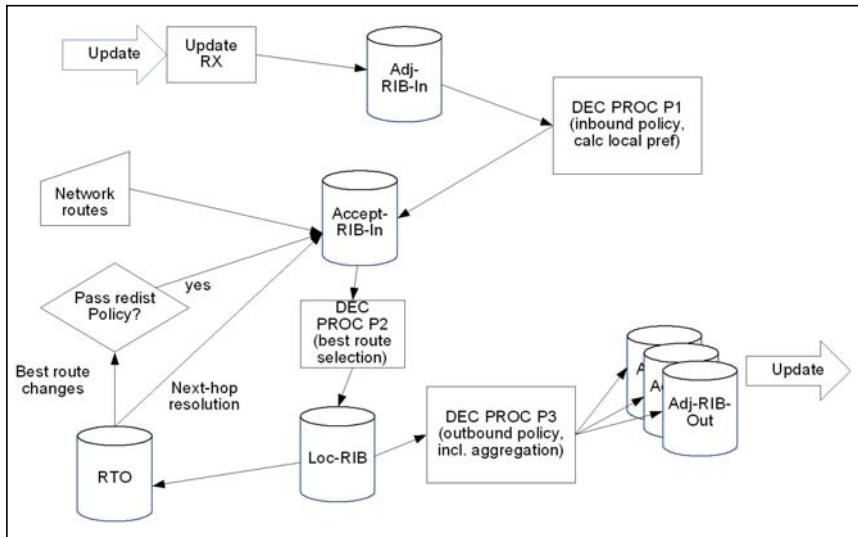 Update
Update
RX
Adj-
RIB-In
DEC PROC P1
(inbound policy,
calc local pref)
Network
routes
Accept-
RIB-In
yes
Pass redist
Policy?
DEC
PROC P2
(best route
selection)
Best route
changes
Next-hop
resolution
A
A
Adj-RIB-
Out
Update
DEC PROC P3
(outbound policy,
incl. aggregation)
Loc-RIB
RTO